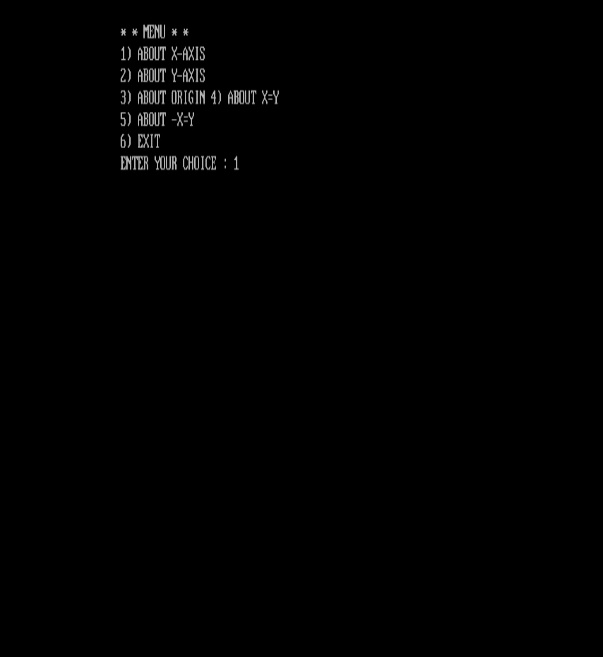 * * MENU * *
1) ABOUT X-AXIS
2) ABOUT Y-AXIS
3) ABOUT ORIGIN 4) ABOUT X=Y
5) ABOUT -X=Y
6) EXIT
ENTER YOUR CHOICE : 1